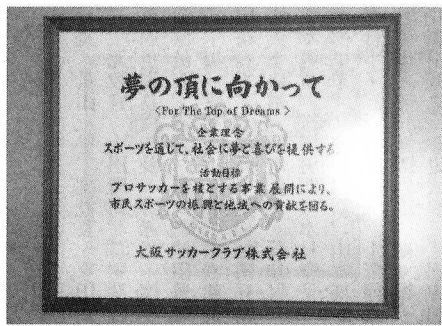 夢の頂に向かって
〈For The Top of Dreams〉
企業理念
スポーツを通して、社会に夢と喜びを提供する
活動目標
プロサッカーを核とする事業展開により、
市民スポーツの振興と地域への貢献を図る。
大阪サッカークラブ株式会社